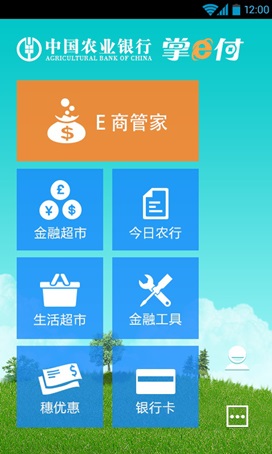 12:00
中国农业银行 掌e付
AGRICULTURAL BANK OF CHINA
E商管家
金融超市 今日农行
生活超市 金融工具
穗优惠 银行卡